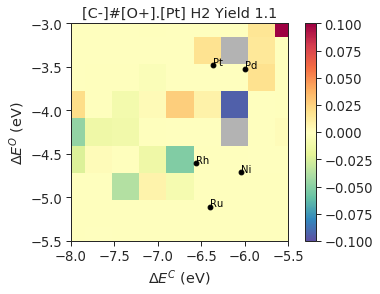 [C-]#[O+].[Pt] H2 Yield 1.1
−3.0
−3.5
−4.0
−4.5
−5.0
−5.5
ΔE^O (eV)
Pt
Pd
Rh
Ni
Ru
−8.0 −7.5 −7.0 −6.5 −6.0 −5.5
ΔE^C (eV)
0.100
0.075
0.050
0.025
0.000
−0.025
−0.050
−0.075
−0.100